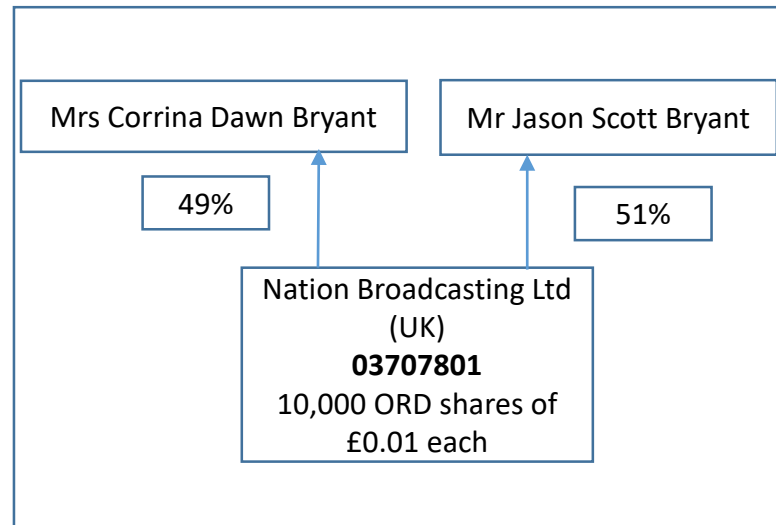 Mrs Corrina Dawn Bryant
Mr Jason Scott Bryant
49%
51%
Nation Broadcasting Ltd
(UK)
03707801
10,000 ORD shares of
£0.01 each